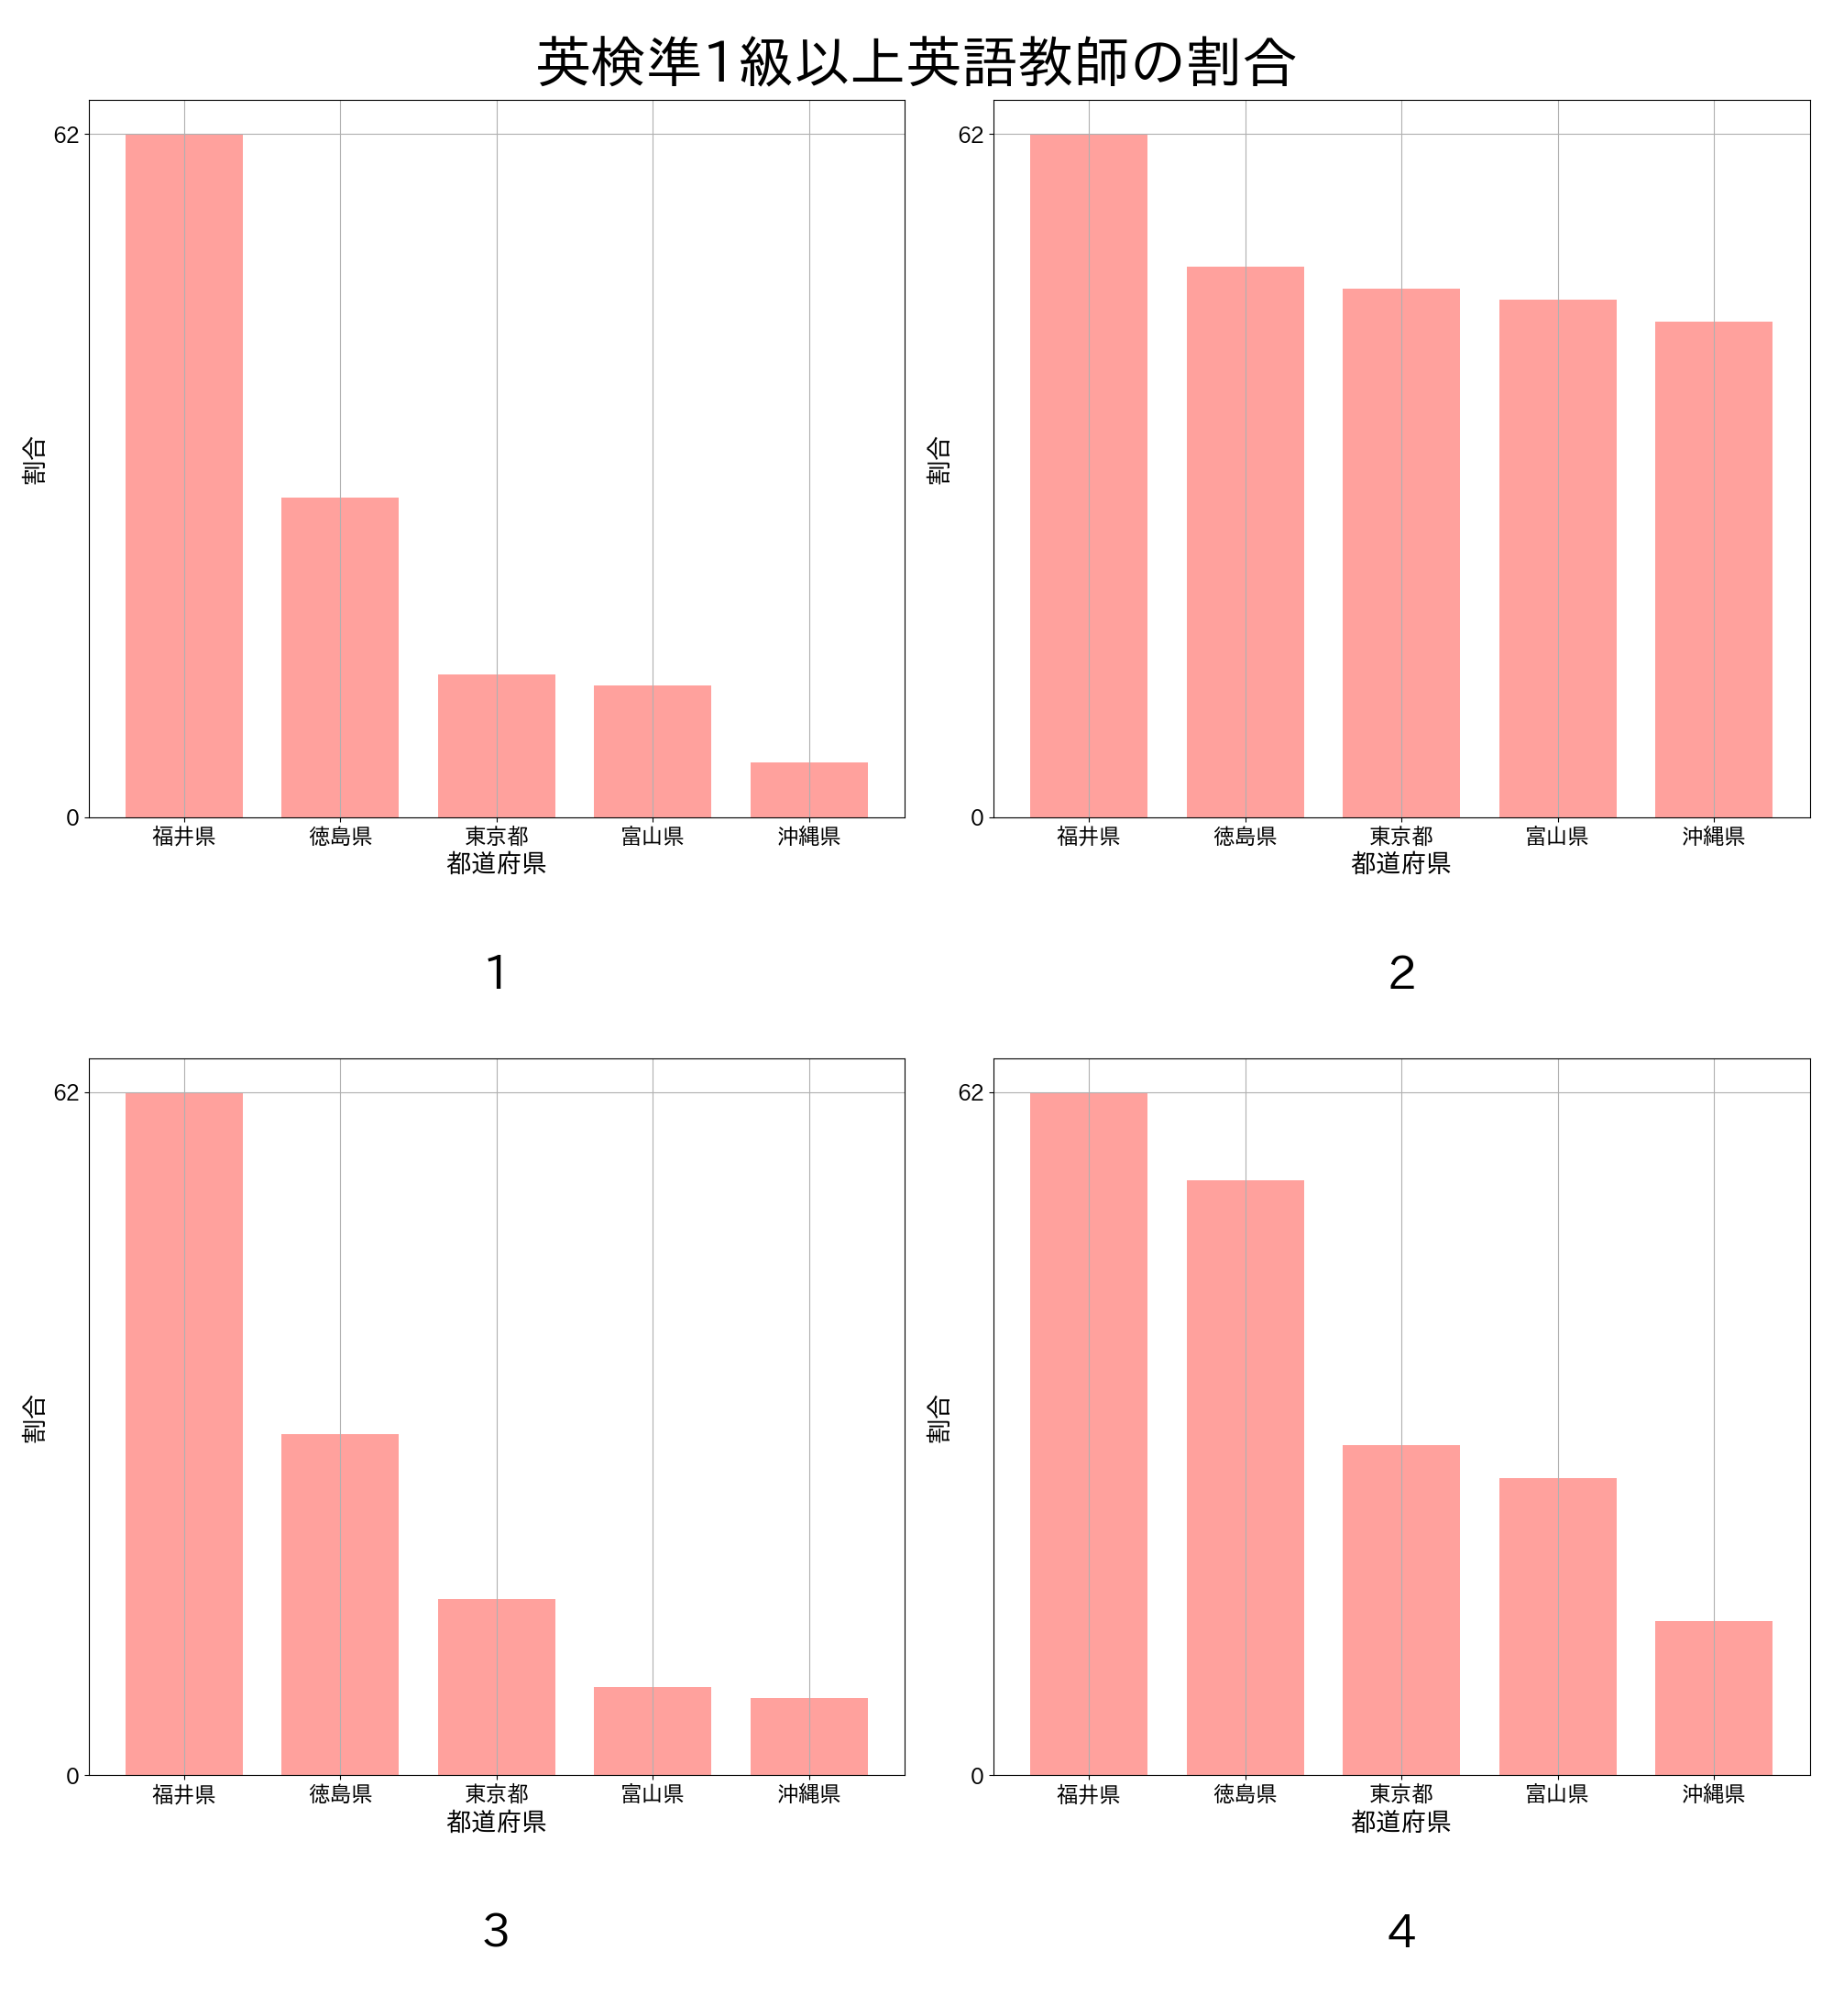 英検準1級以上英語教師の割合
62
0
割合
福井県 徳島県 東京都 富山県 沖縄県
都道府県
1
62
0
割合
福井県 徳島県 東京都 富山県 沖縄県
都道府県
2
62
0
割合
福井県 徳島県 東京都 富山県 沖縄県
都道府県
3
62
0
割合
福井県 徳島県 東京都 富山県 沖縄県
都道府県
4